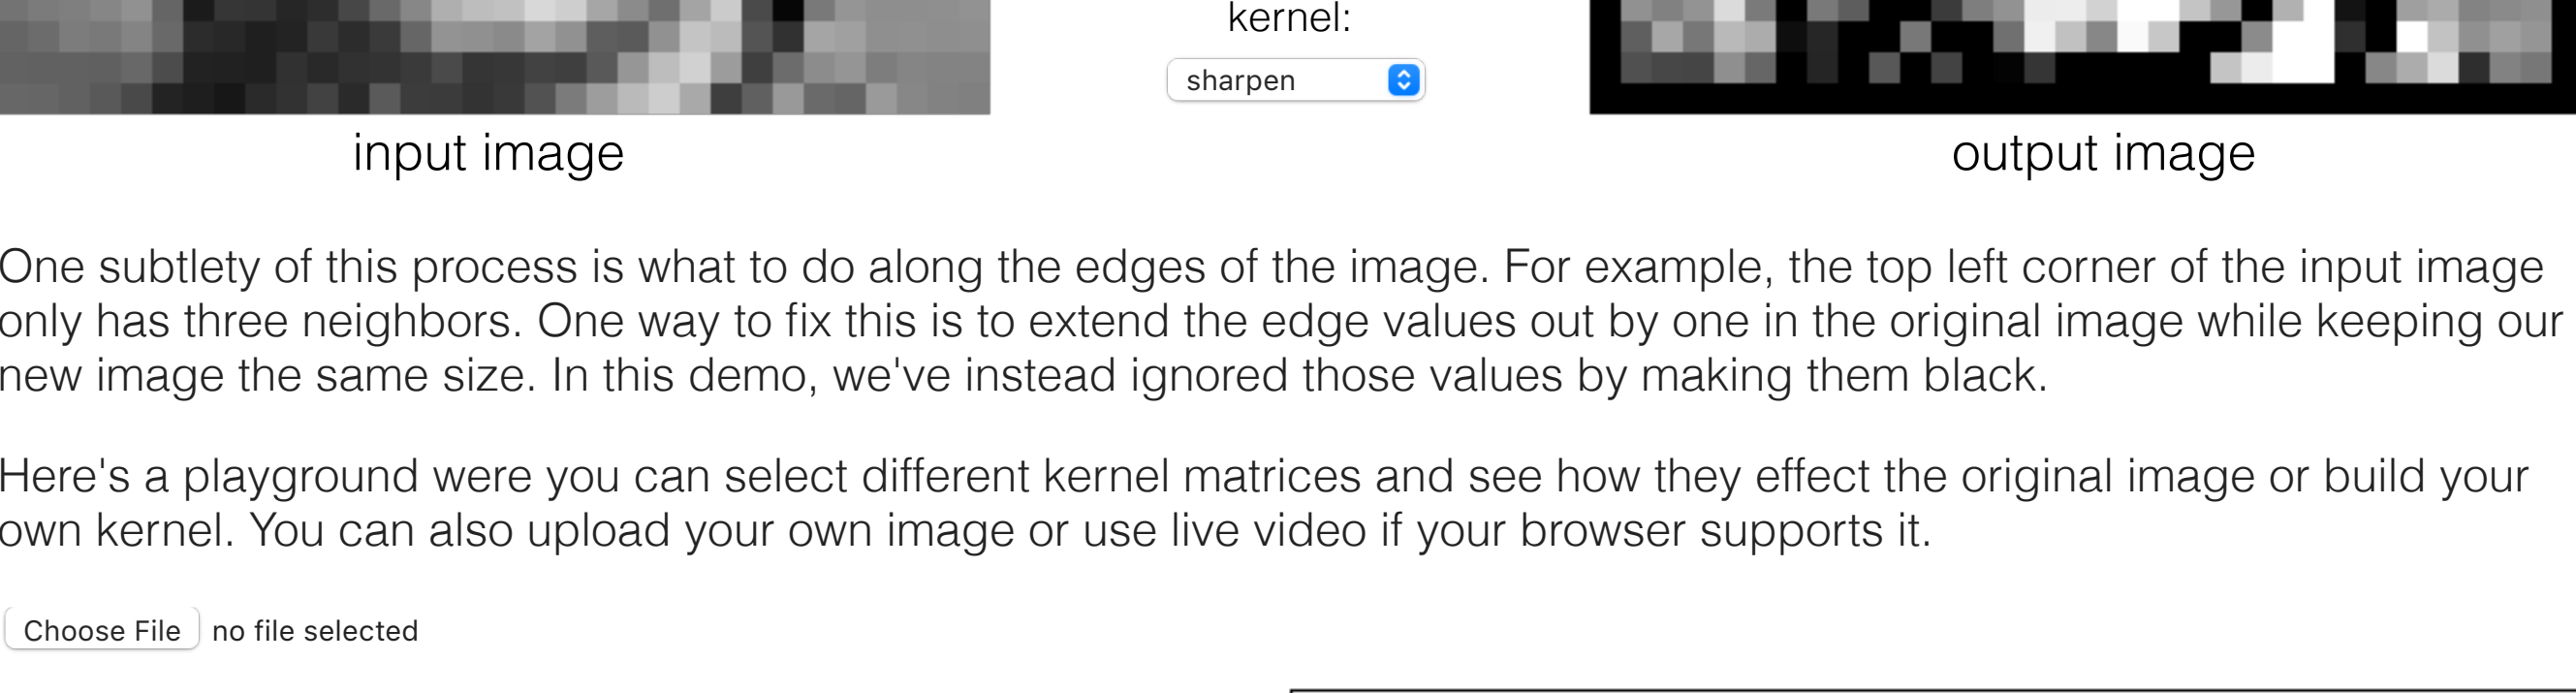 kernel:
sharpen
input image
output image
One subtlety of this process is what to do along the edges of the image. For example, the top left corner of the input image
only has three neighbors. One way to fix this is to extend the edge values out by one in the original image while keeping our
new image the same size. In this demo, we've instead ignored those values by making them black.
Here's a playground were you can select different kernel matrices and see how they effect the original image or build your
own kernel. You can also upload your own image or use live video if your browser supports it.
Choose File no file selected